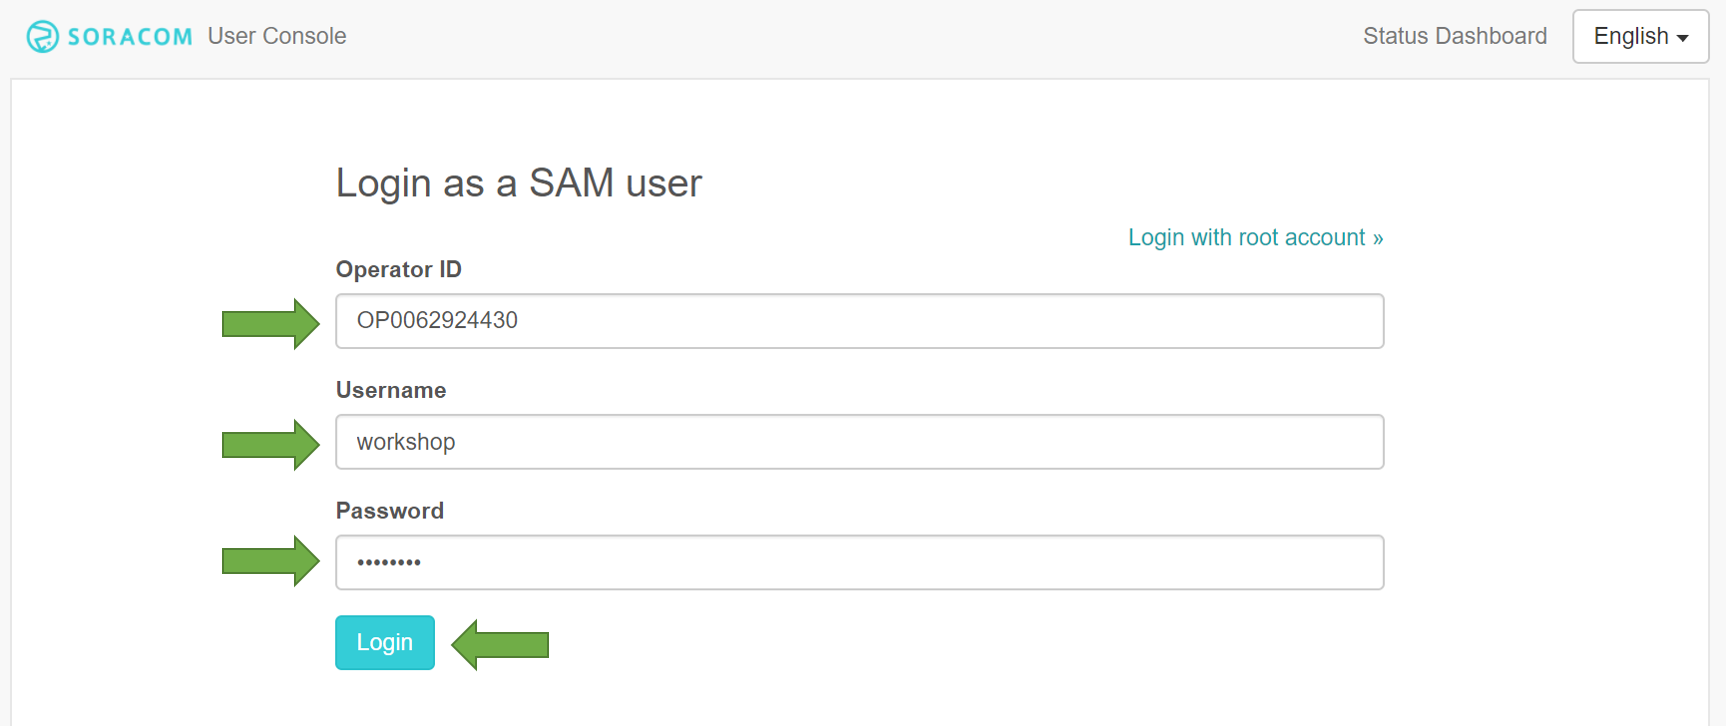 SORACOM User Console Status Dashboard English
Login as a SAM user
Login with root account »
Operator ID
OP0062924430
Username
workshop
Password
••••••••
Login